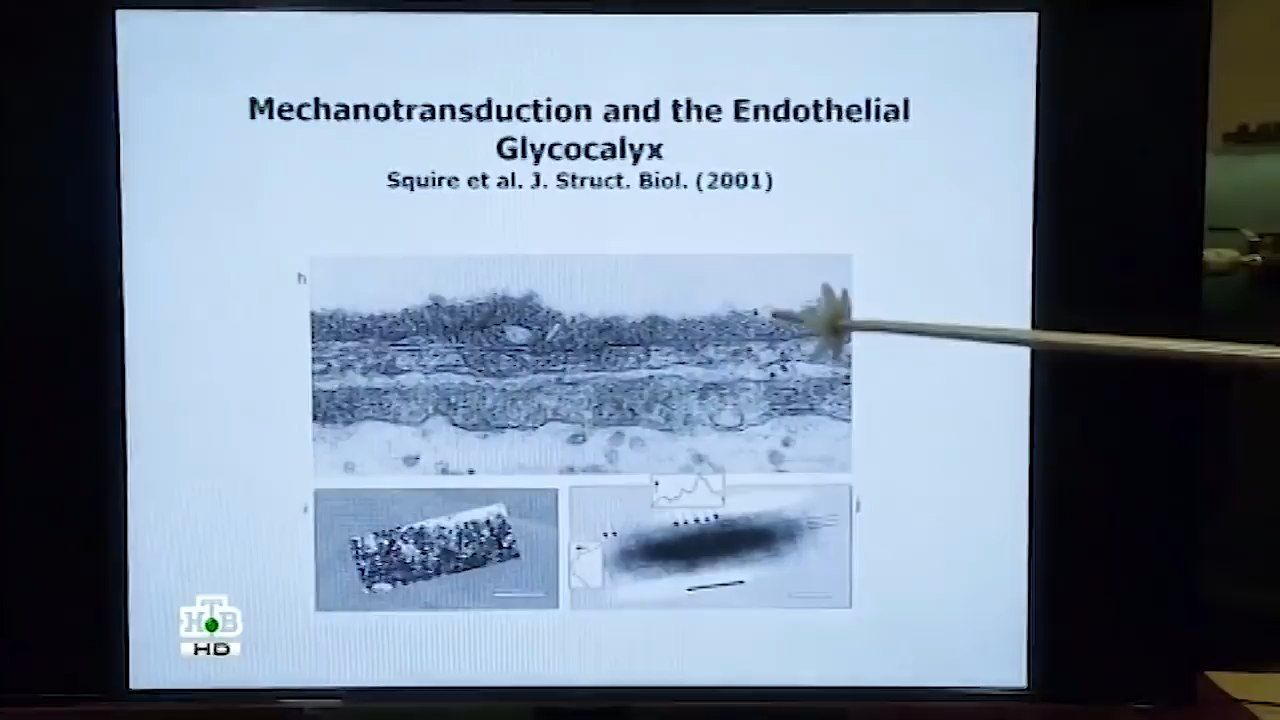 Mechanotransduction and the Endothelial
Glycocalyx
Squire et al. J. Struct. Biol. (2001)
h
НТВ
HD